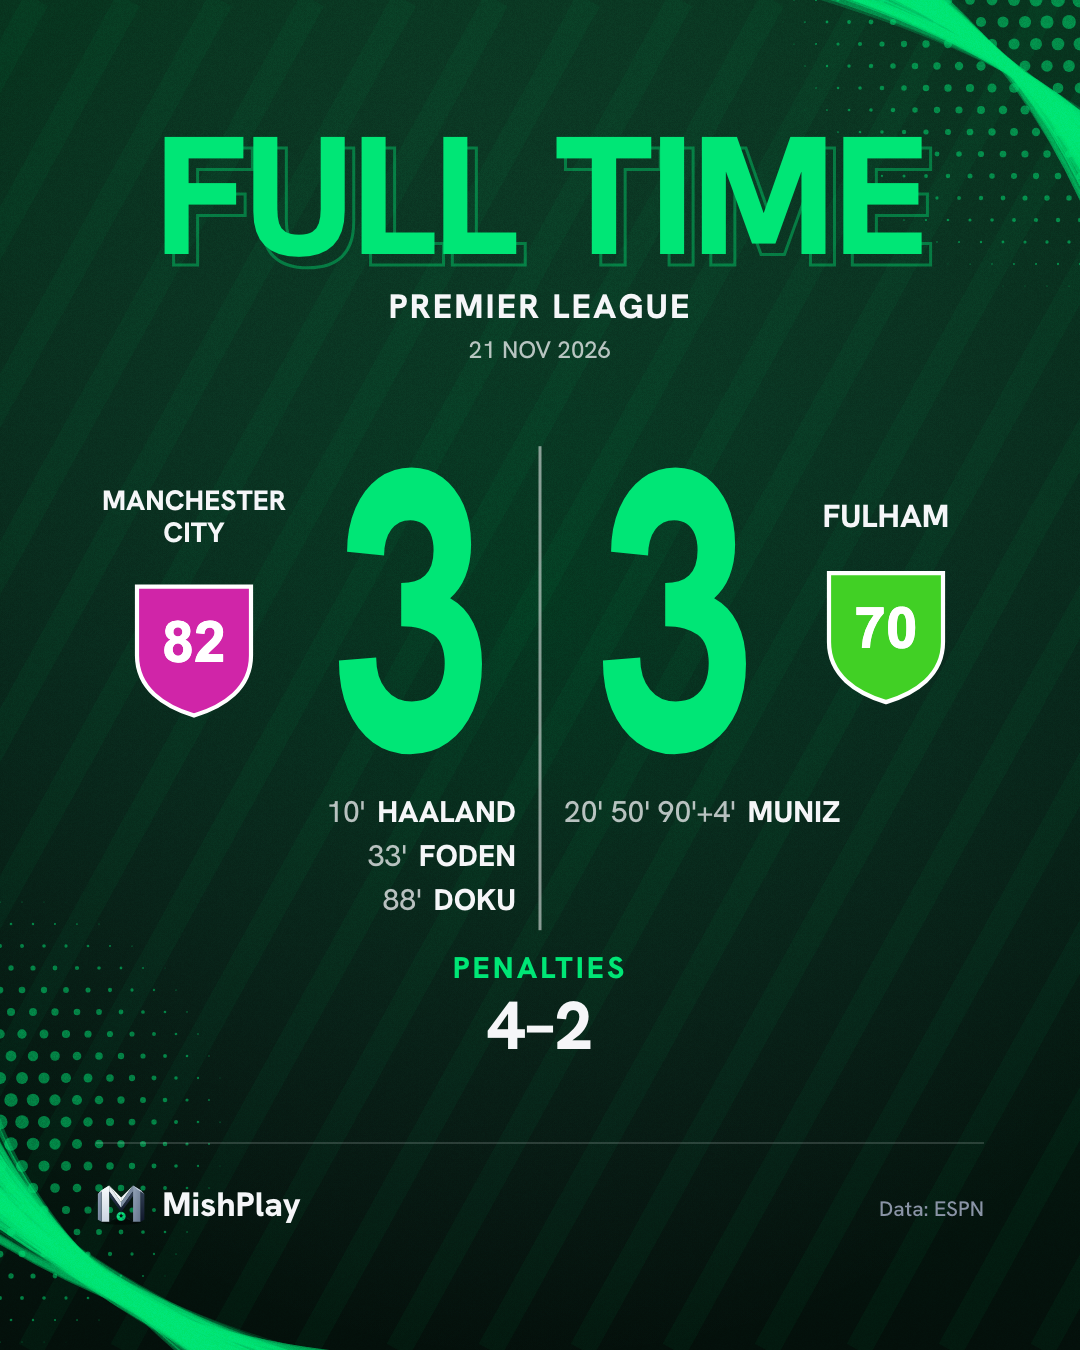 FULL TIME
PREMIER LEAGUE
21 NOV 2026
MANCHESTER
CITY
82
3
3
FULHAM
70
10' HAALAND
33' FODEN
88' DOKU
20' 50' 90'+4' MUNIZ
PENALTIES
4–2
MishPlay
Data: ESPN